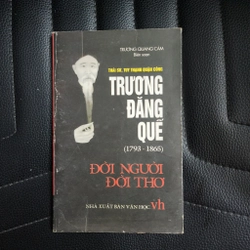 TRƯƠNG QUANG CẢM
Biên soạn
THÁI SƯ, TUY THẠNH QUẬN CÔNG
TRƯƠNG
ĐĂNG
QUẾ
(1793 - 1865)
ĐỜI NGƯỜI
ĐỜI THƠ
NHÀ XUẤT BẢN VĂN HỌC vh